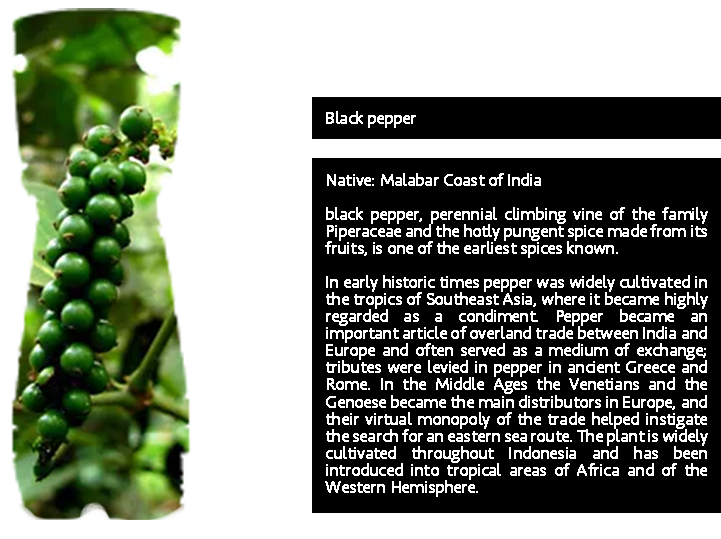 Black pepper
Native: Malabar Coast of India
black pepper, perennial climbing vine of the family
Piperaceae and the hotly pungent spice made from its
fruits, is one of the earliest spices known.
In early historic times pepper was widely cultivated in
the tropics of Southeast Asia, where it became highly
regarded as a condiment. Pepper became an
important article of overland trade between India and
Europe and often served as a medium of exchange;
tributes were levied in pepper in ancient Greece and
Rome. In the Middle Ages the Venetians and the
Genoese became the main distributors in Europe, and
their virtual monopoly of the trade helped instigate
the search for an eastern sea route. The plant is widely
cultivated throughout Indonesia and has been
introduced into tropical areas of Africa and of the
Western Hemisphere.